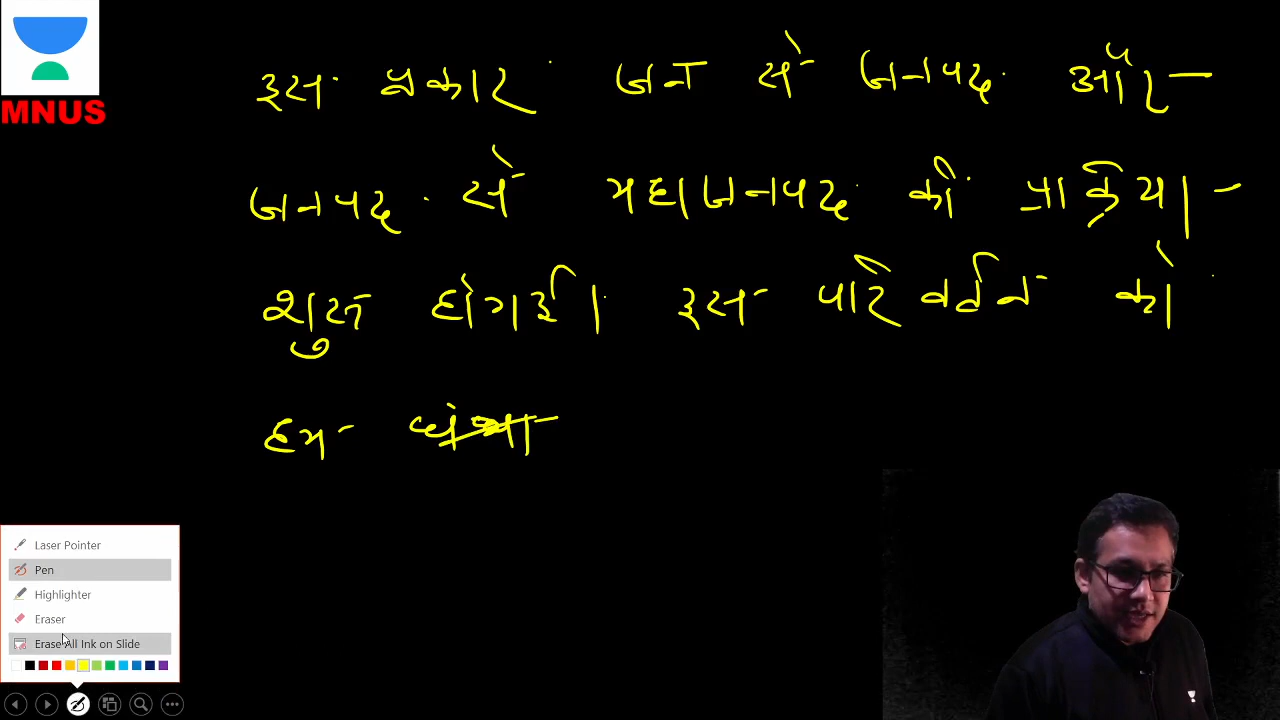 MNUS
इस प्रकार जन से जनपद और
जनपद से महाजनपद की प्रक्रिया
शुरू होगई। इस परिवर्तन को
हम
Laser Pointer
Pen
Highlighter
Eraser
Erase All Ink on Slide